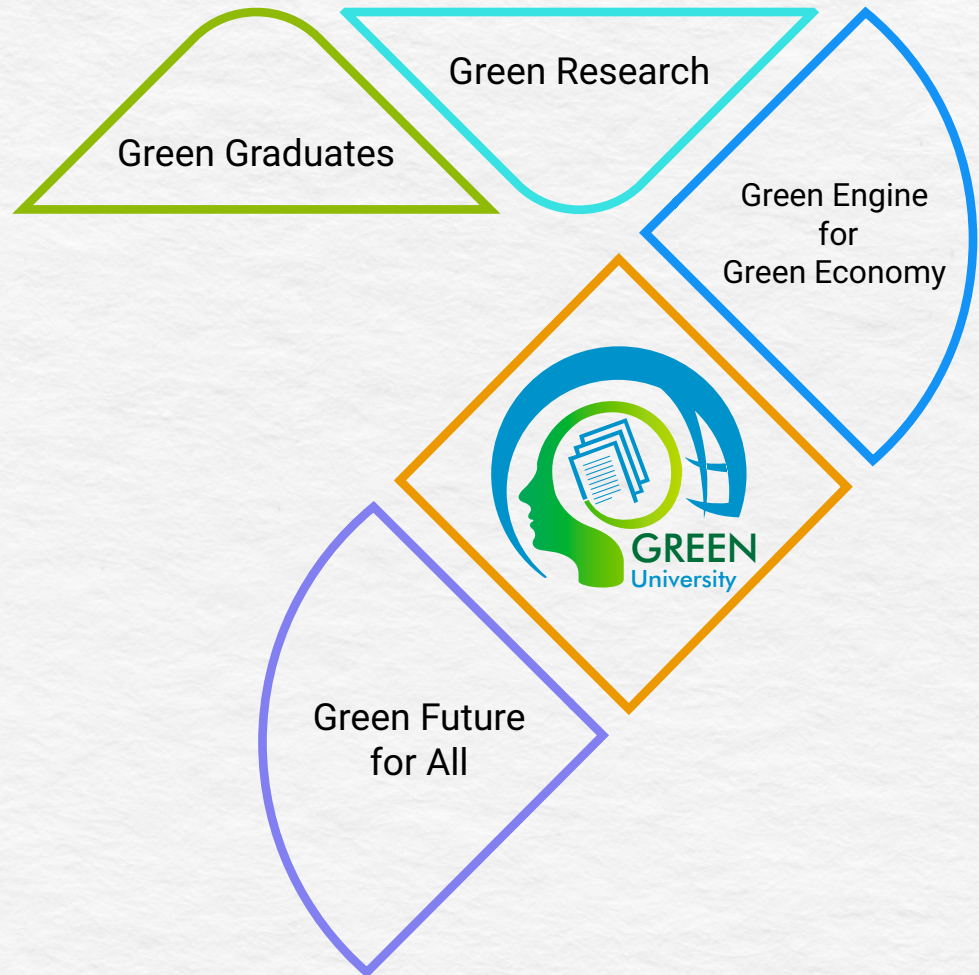 Green Research
Green Graduates
Green Engine
for
Green Economy
GREEN
University
Green Future
for All